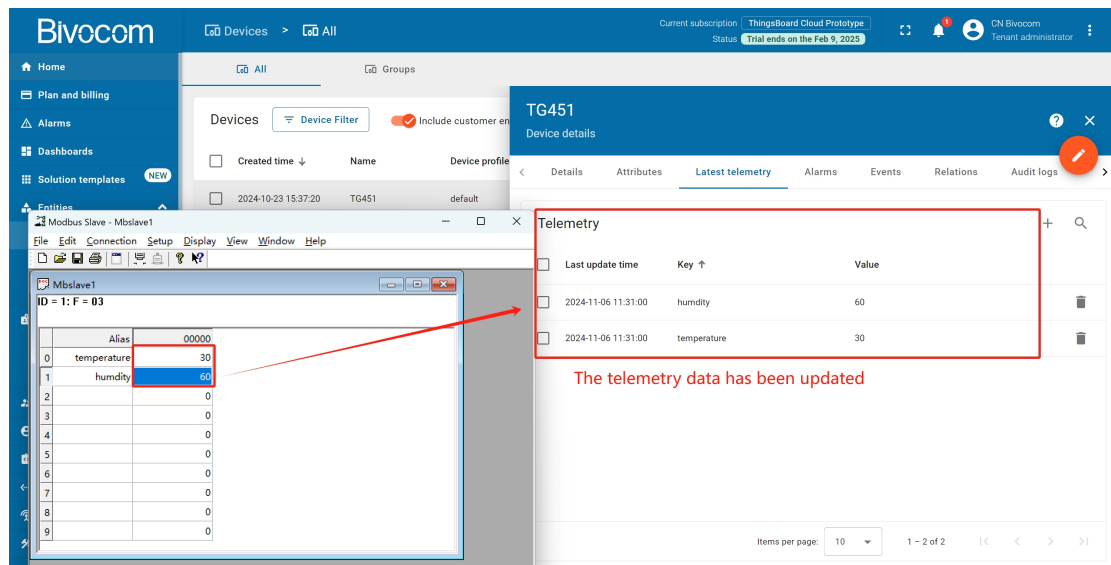 Bivocom
Devices > All
Current subscription ThingsBoard Cloud Prototype
Status Trial ends on the Feb 9, 2025
1
CN Bivocom
Tenant administrator
Home
Plan and billing
Alarms
Dashboards
Solution templates NEW
Entities
All Groups
Devices Device Filter Include customer en
Created time ↓ Name Device profile
2024-10-23 15:37:20 TG451 default
TG451
Device details
Details Attributes Latest telemetry Alarms Events Relations Audit logs
Telemetry
Last update time Key ↑ Value
2024-11-06 11:31:00 humdity 60
2024-11-06 11:31:00 temperature 30
The telemetry data has been updated
Items per page: 10 1 – 2 of 2
Modbus Slave - Mbslave1
File Edit Connection Setup Display View Window Help
Mbslave1
ID = 1: F = 03
Alias 00000
0 temperature 30
1 humdity 60
2 0
3 0
4 0
5 0
6 0
7 0
8 0
9 0